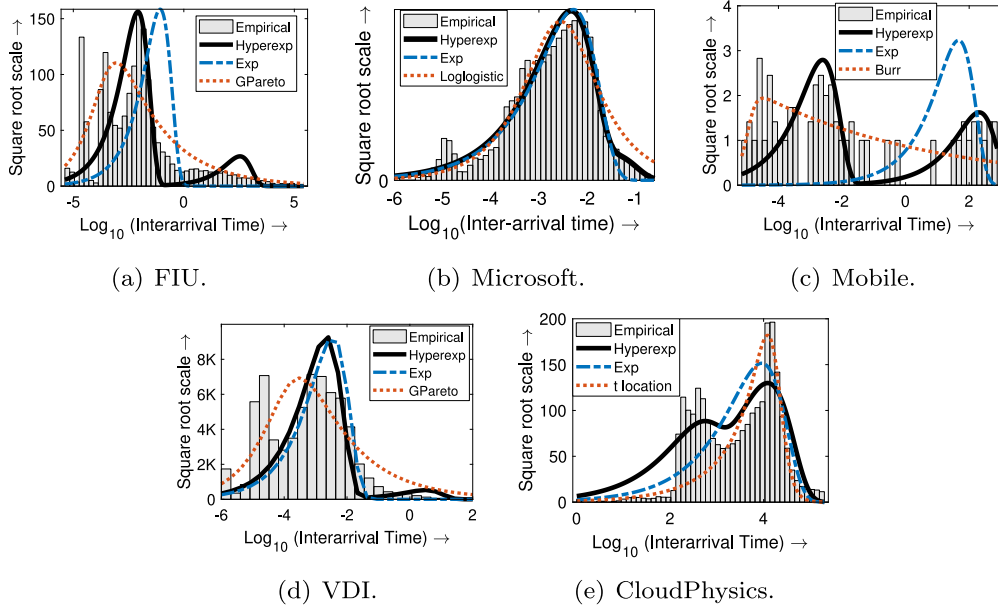 Square root scale →
150
100
50
0
Empirical
Hyperexp
Exp
GPareto
-5
0
5
Log10 (Interarrival Time) →
(a) FIU.
Square root scale →
0
Empirical
Hyperexp
Exp
Loglogistic
-6
-5
-4
-3
-2
-1
Log10(Inter-arrival time) →
(b) Microsoft.
Square root scale →
4
3
2
1
0
Empirical
Hyperexp
Exp
Burr
-4
-2
0
2
Log10 (Interarrival Time) →
(c) Mobile.
Square root scale →
8K
6K
4K
2K
0
Empirical
Hyperexp
Exp
GPareto
-6
-4
-2
0
2
Log10 (Interarrival Time) →
(d) VDI.
Square root scale →
200
150
100
50
0
Empirical
Hyperexp
Exp
t location
0
2
4
Log10 (Interarrival Time) →
(e) CloudPhysics.